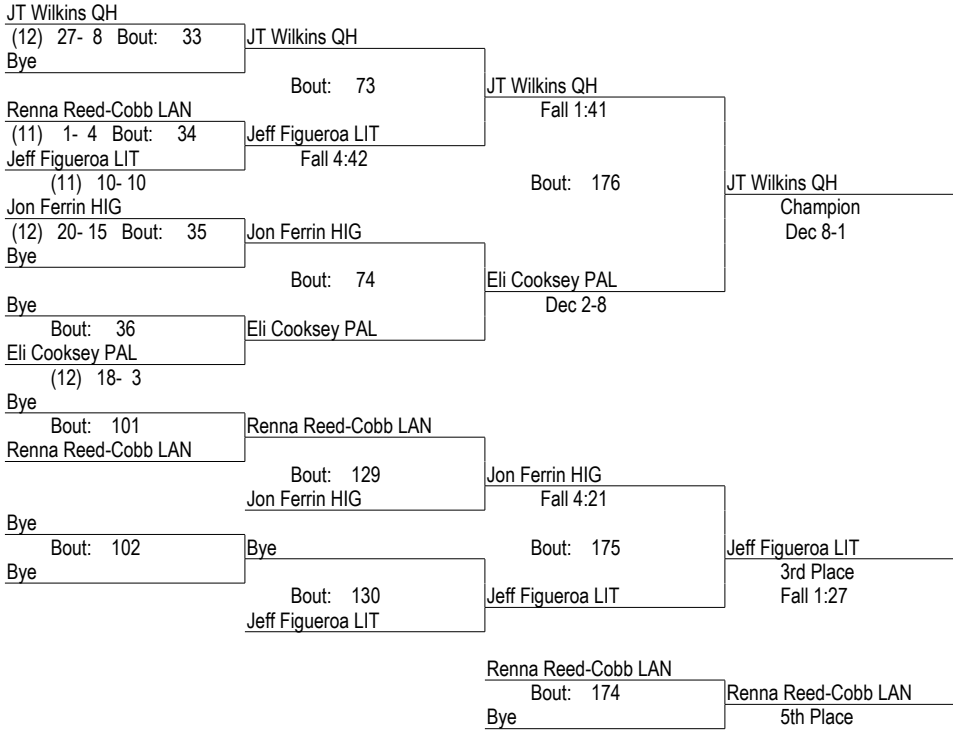 JT Wilkins QH
(12) 27- 8 Bout: 33
Bye
JT Wilkins QH
Bout: 73
Renna Reed-Cobb LAN
(11) 1- 4 Bout: 34
Jeff Figueroa LIT
(11) 10- 10
Jeff Figueroa LIT
Fall 4:42
JT Wilkins QH
Fall 1:41
Bout: 176
Jon Ferrin HIG
(12) 20- 15 Bout: 35
Bye
Jon Ferrin HIG
Bout: 74
Bye
Bout: 36
Eli Cooksey PAL
(12) 18- 3
Eli Cooksey PAL
Eli Cooksey PAL
Dec 2-8
JT Wilkins QH
Champion
Dec 8-1
Bye
Bout: 101
Renna Reed-Cobb LAN
Renna Reed-Cobb LAN
Bout: 129
Jon Ferrin HIG
Jon Ferrin HIG
Fall 4:21
Bye
Bout: 102
Bye
Bye
Bout: 130
Jeff Figueroa LIT
Bout: 175
Jeff Figueroa LIT
Jeff Figueroa LIT
3rd Place
Fall 1:27
Renna Reed-Cobb LAN
Bout: 174
Bye
Renna Reed-Cobb LAN
5th Place